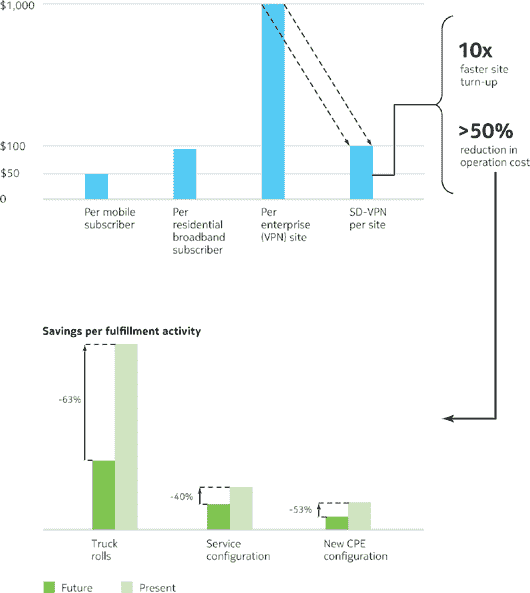 $1,000
10x
faster site
turn-up
>50%
reduction in
operation cost
$100
$50
0
Per mobile
subscriber
Per
residential
broadband
subscriber
Per
enterprise
(VPN) site
SD-VPN
per site
Savings per fulfillment activity
-63%
-40%
-53%
Truck
rolls
Service
configuration
New CPE
configuration
Future
Present